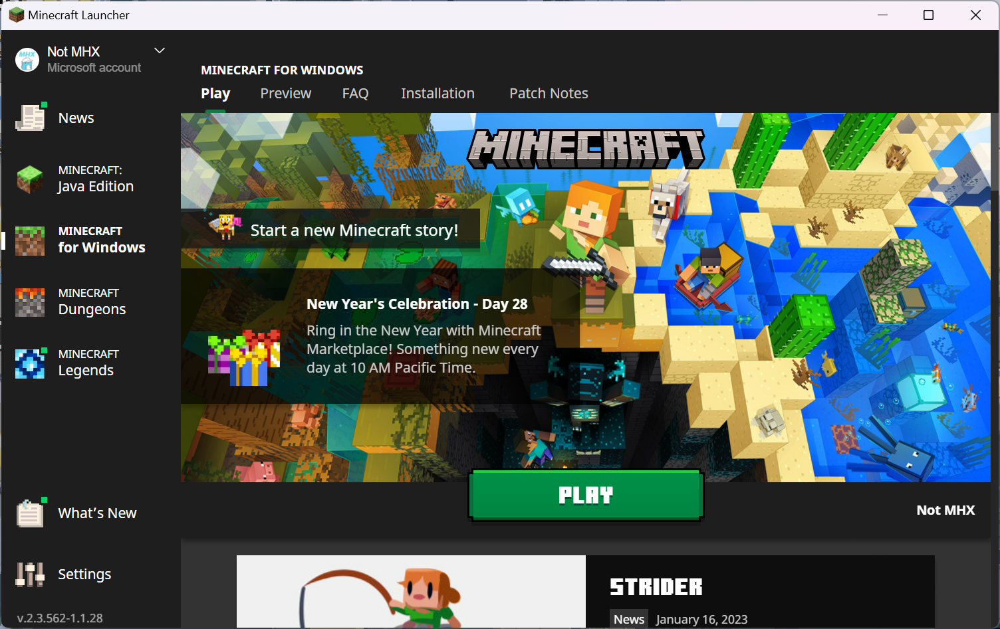 Minecraft Launcher
MHX
Not MHX
Microsoft account
News
MINECRAFT:
Java Edition
MINECRAFT
for Windows
MINECRAFT
Dungeons
MINECRAFT
Legends
What’s New
Settings
v.2.3.562-1.1.28
MINECRAFT FOR WINDOWS
Play Preview FAQ Installation Patch Notes
MINECRAFT
Start a new Minecraft story!
New Year's Celebration - Day 28
Ring in the New Year with Minecraft
Marketplace! Something new every
day at 10 AM Pacific Time.
PLAY
Not MHX
STRIDER
News January 16, 2023